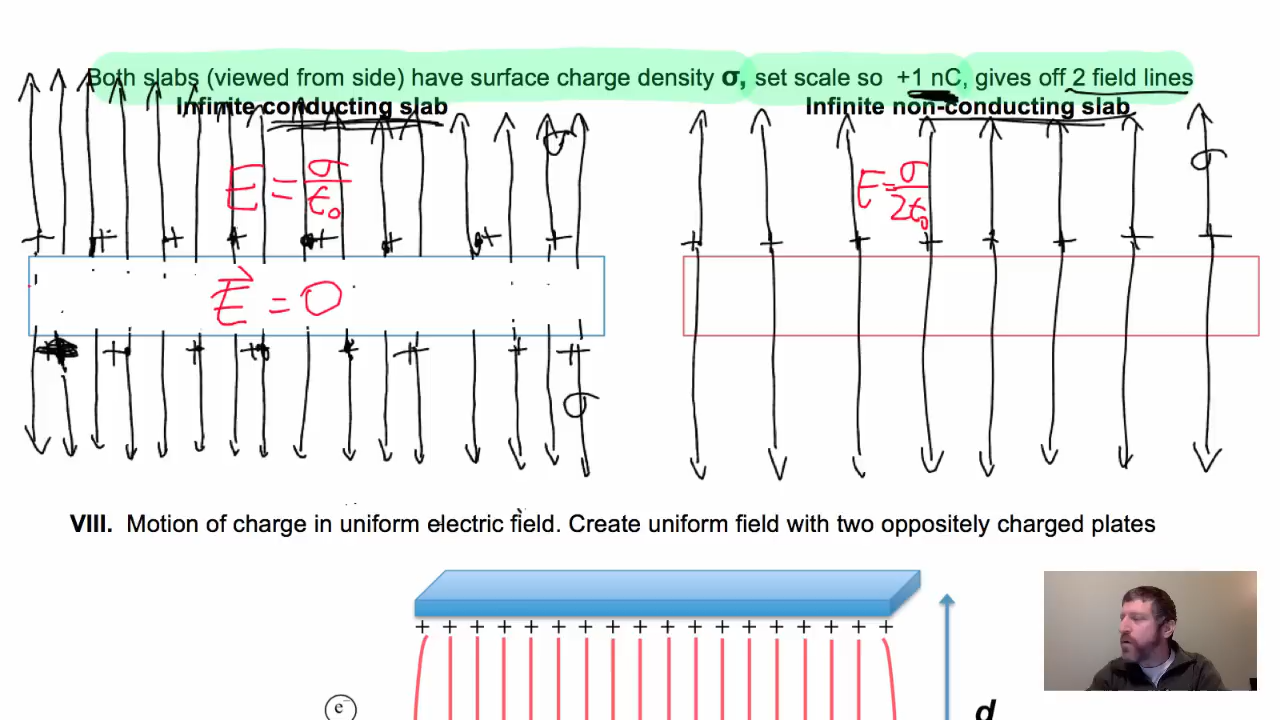 Both slabs (viewed from side) have surface charge density σ, set scale so +1 nC, gives off 2 field lines
Infinite conducting slab
Infinite non-conducting slab
σ
σ
E = σ/ε₀
E = σ/2ε₀
+ + + + + + + +
+ + + + + + + +
E⃗ = 0
+ + + + + + +
σ
VIII. Motion of charge in uniform electric field. Create uniform field with two oppositely charged plates
+ + + + + + + + + + + + + + + + + +
e⁻
d